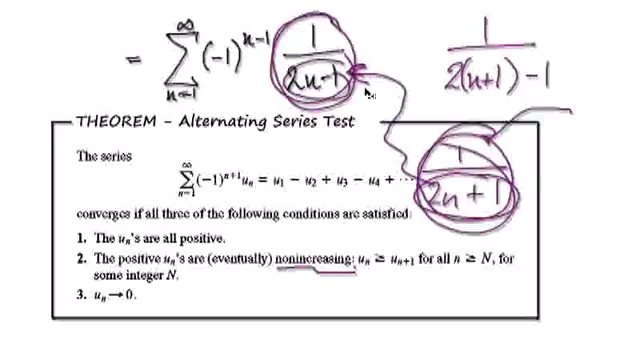 = ∑_{n=1}^{∞} (-1)^{n-1} 1/(2n-1)
1/(2(n+1)-1)
THEOREM - Alternating Series Test
The series
∑_{n=1}^{∞} (-1)^{n+1} u_n = u_1 - u_2 + u_3 - u_4 + ⋯
1/(2n+1)
converges if all three of the following conditions are satisfied:
1. The u_n's are all positive.
2. The positive u_n's are (eventually) nonincreasing: u_n ≥ u_{n+1} for all n ≥ N, for
some integer N.
3. u_n → 0.